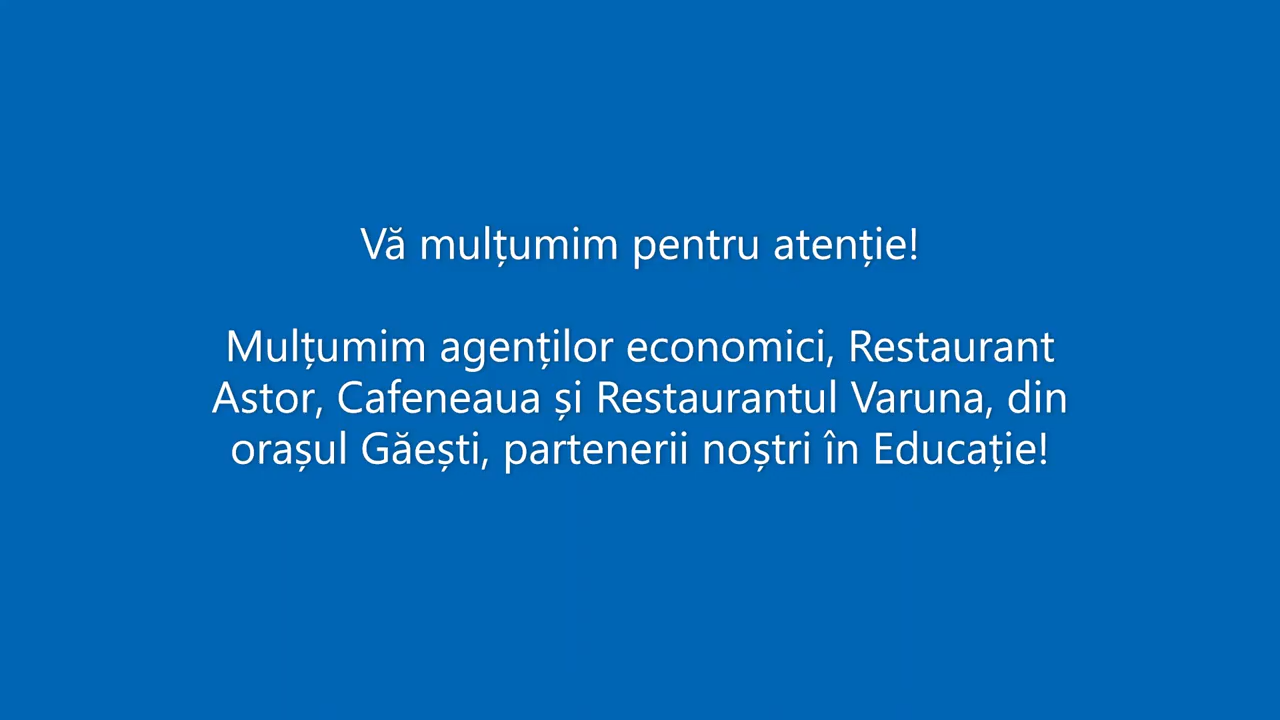 Vă mulțumim pentru atenție!
Mulțumim agenților economici, Restaurant
Astor, Cafeneaua și Restaurantul Varuna, din
orașul Găești, partenerii noștri în Educație!